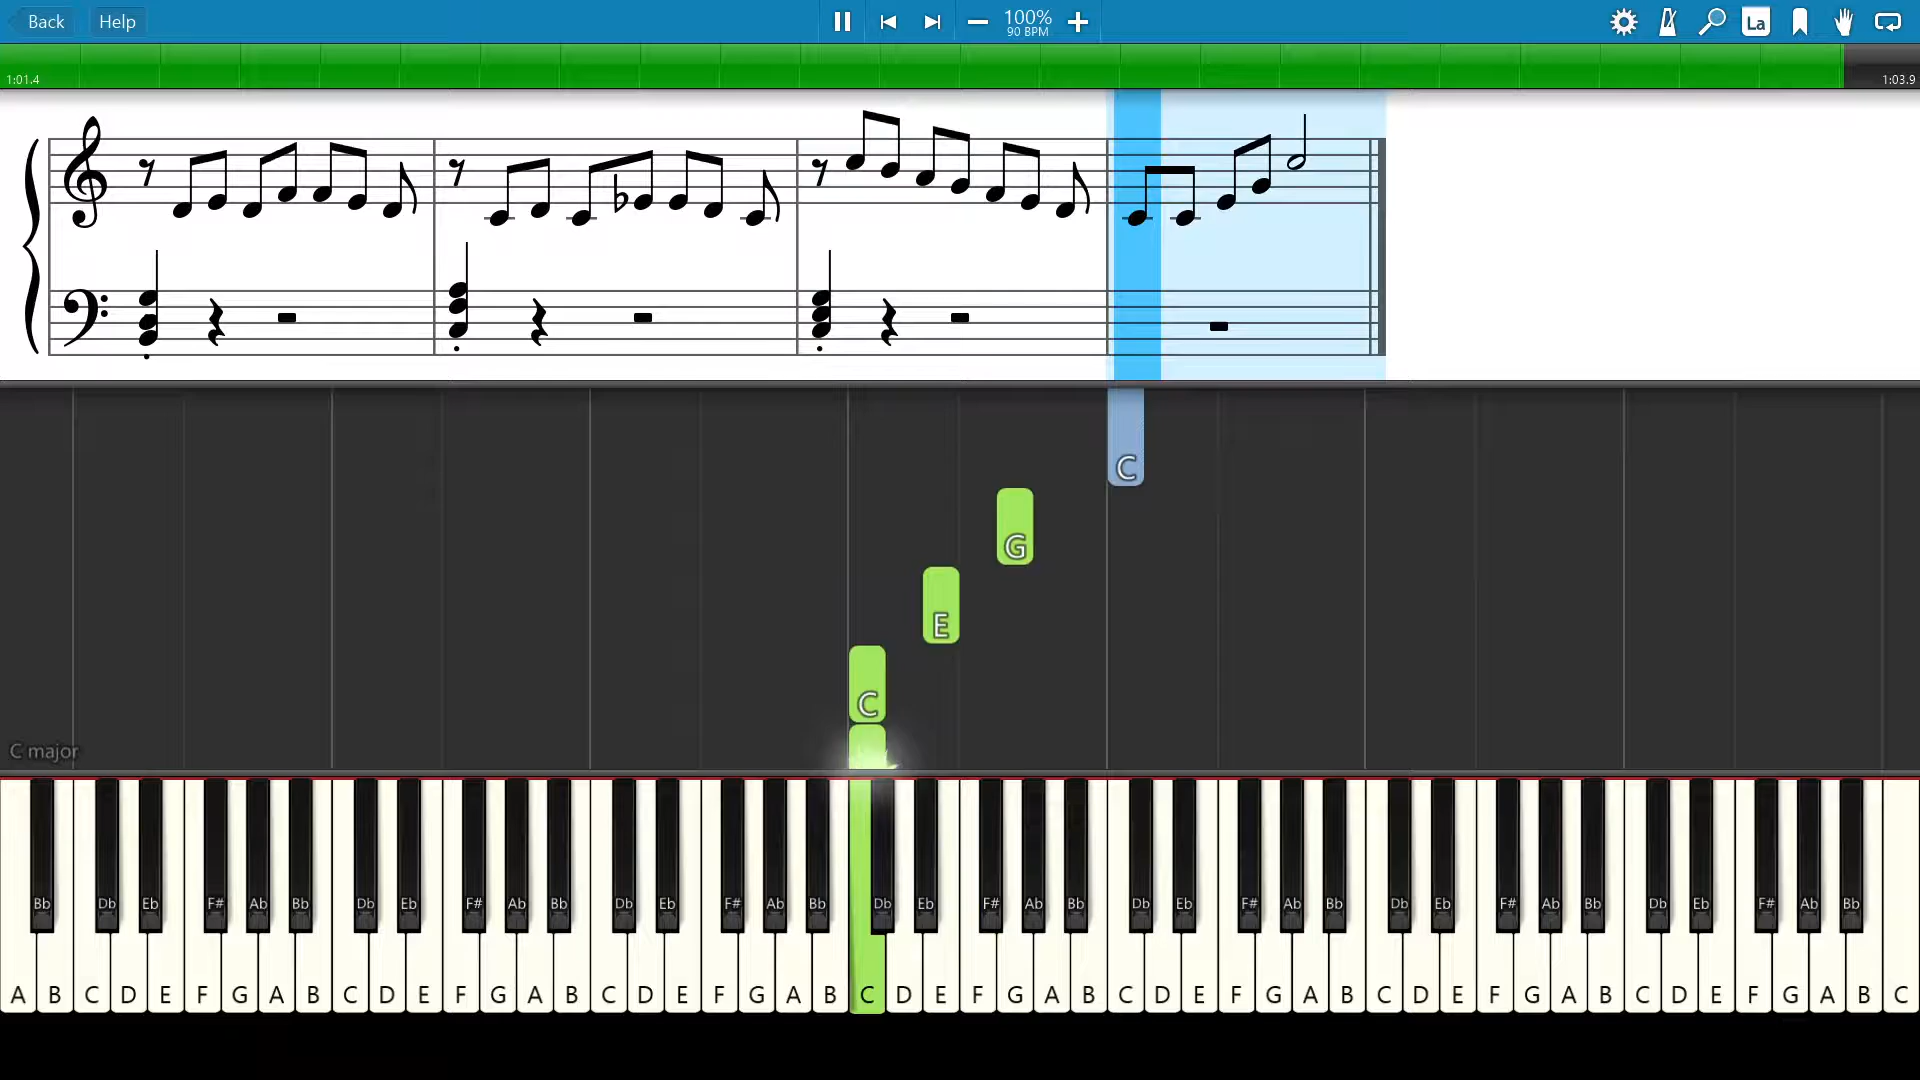 Back Help 100% La
90 BPM
1:01.4 1:03.9
C
G
E
C
C major
Bb Db Eb F# Ab Bb Db Eb F# Ab Bb Db Eb F# Ab Bb Db Eb F# Ab Bb Db Eb F# Ab Bb Db Eb F# Ab Bb Db Eb F# Ab Bb
A B C D E F G A B C D E F G A B C D E F G A B C D E F G A B C D E F G A B C D E F G A B C D E F G A B C